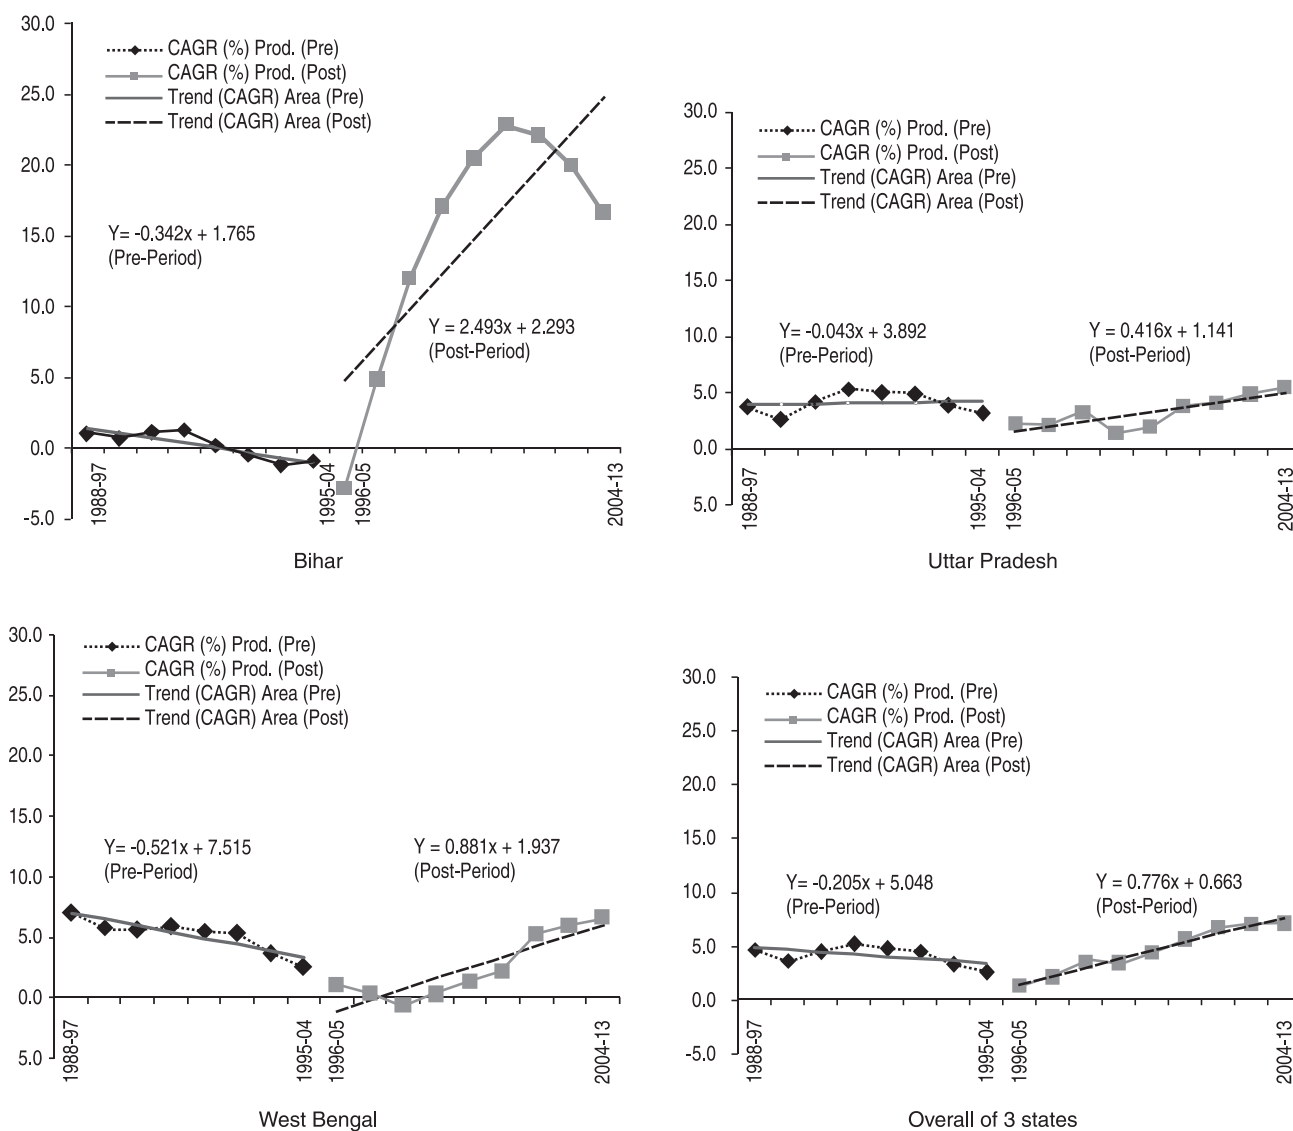 30.0
25.0
20.0
15.0
10.0
5.0
0.0
-5.0
CAGR (%) Prod. (Pre)
CAGR (%) Prod. (Post)
Trend (CAGR) Area (Pre)
Trend (CAGR) Area (Post)
Y= -0.342x + 1.765
(Pre-Period)
Y = 2.493x + 2.293
(Post-Period)
1988-97
1995-04
1996-05
2004-13
Bihar
30.0
25.0
20.0
15.0
10.0
5.0
0.0
5.0
CAGR (%) Prod. (Pre)
CAGR (%) Prod. (Post)
Trend (CAGR) Area (Pre)
Trend (CAGR) Area (Post)
Y= -0.043x + 3.892
(Pre-Period)
Y = 0.416x + 1.141
(Post-Period)
1988-97
1995-04
1996-05
2004-13
Uttar Pradesh
30.0
25.0
20.0
15.0
10.0
5.0
0.0
5.0
CAGR (%) Prod. (Pre)
CAGR (%) Prod. (Post)
Trend (CAGR) Area (Pre)
Trend (CAGR) Area (Post)
Y= -0.521x + 7.515
(Pre-Period)
Y = 0.881x + 1.937
(Post-Period)
1988-97
1995-04
1996-05
2004-13
West Bengal
30.0
25.0
20.0
15.0
10.0
5.0
0.0
-5.0
CAGR (%) Prod. (Pre)
CAGR (%) Prod. (Post)
Trend (CAGR) Area (Pre)
Trend (CAGR) Area (Post)
Y= -0.205x + 5.048
(Pre-Period)
Y = 0.776x + 0.663
(Post-Period)
1988-97
1995-04
1996-05
2004-13
Overall of 3 states